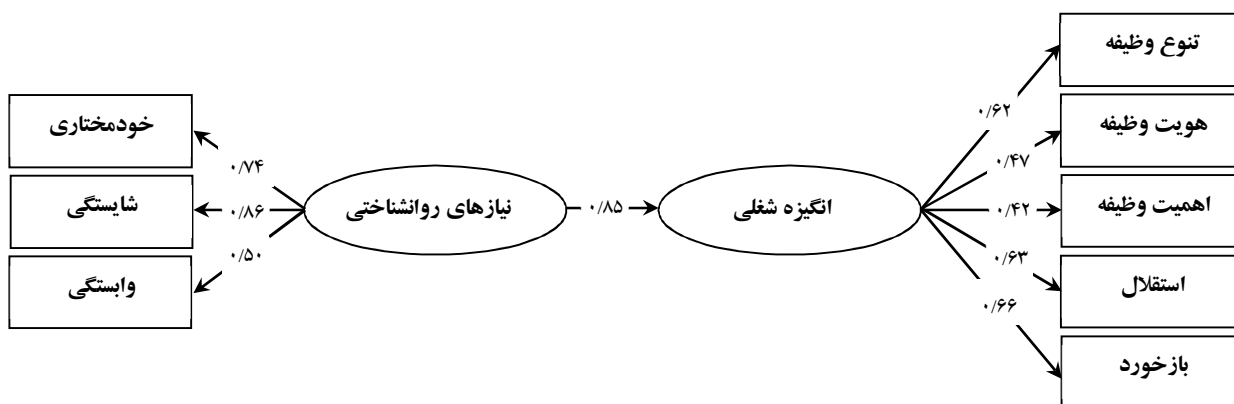 تنوع وظیفه
هویت وظیفه
اهمیت وظیفه
استقلال
بازخورد
۰/۶۲
۰/۴۷
۰/۴۲
۰/۶۳
۰/۶۶
انگیزه شغلی
۰/۸۵
نیازهای روانشناختی
۰/۷۴
۰/۸۶
۰/۵۰
خودمختاری
شایستگی
وابستگی